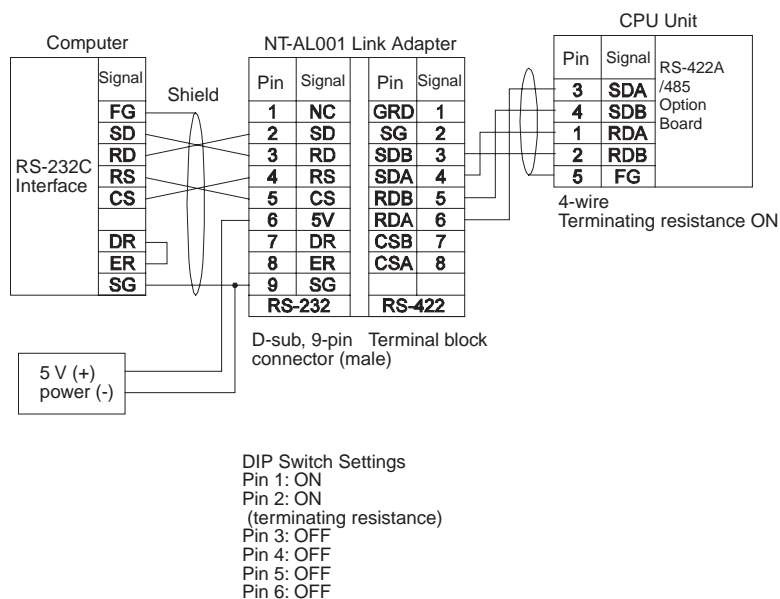 Computer
Signal
FG
SD
RD
RS
CS
DR
ER
SG
RS-232C
Interface
Shield
NT-AL001 Link Adapter
Pin Signal Pin Signal
1 NC GRD 1
2 SD SG 2
3 RD SDB 3
4 RS SDA 4
5 CS RDB 5
6 5V RDA 6
7 DR CSB 7
8 ER CSA 8
9 SG
RS-232 RS-422
D-sub, 9-pin
connector (male)
Terminal block
CPU Unit
Pin Signal
3 SDA
4 SDB
1 RDA
2 RDB
5 FG
RS-422A
/485
Option
Board
4-wire
Terminating resistance ON
5 V (+)
power (-)
DIP Switch Settings
Pin 1: ON
Pin 2: ON
(terminating resistance)
Pin 3: OFF
Pin 4: OFF
Pin 5: OFF
Pin 6: OFF